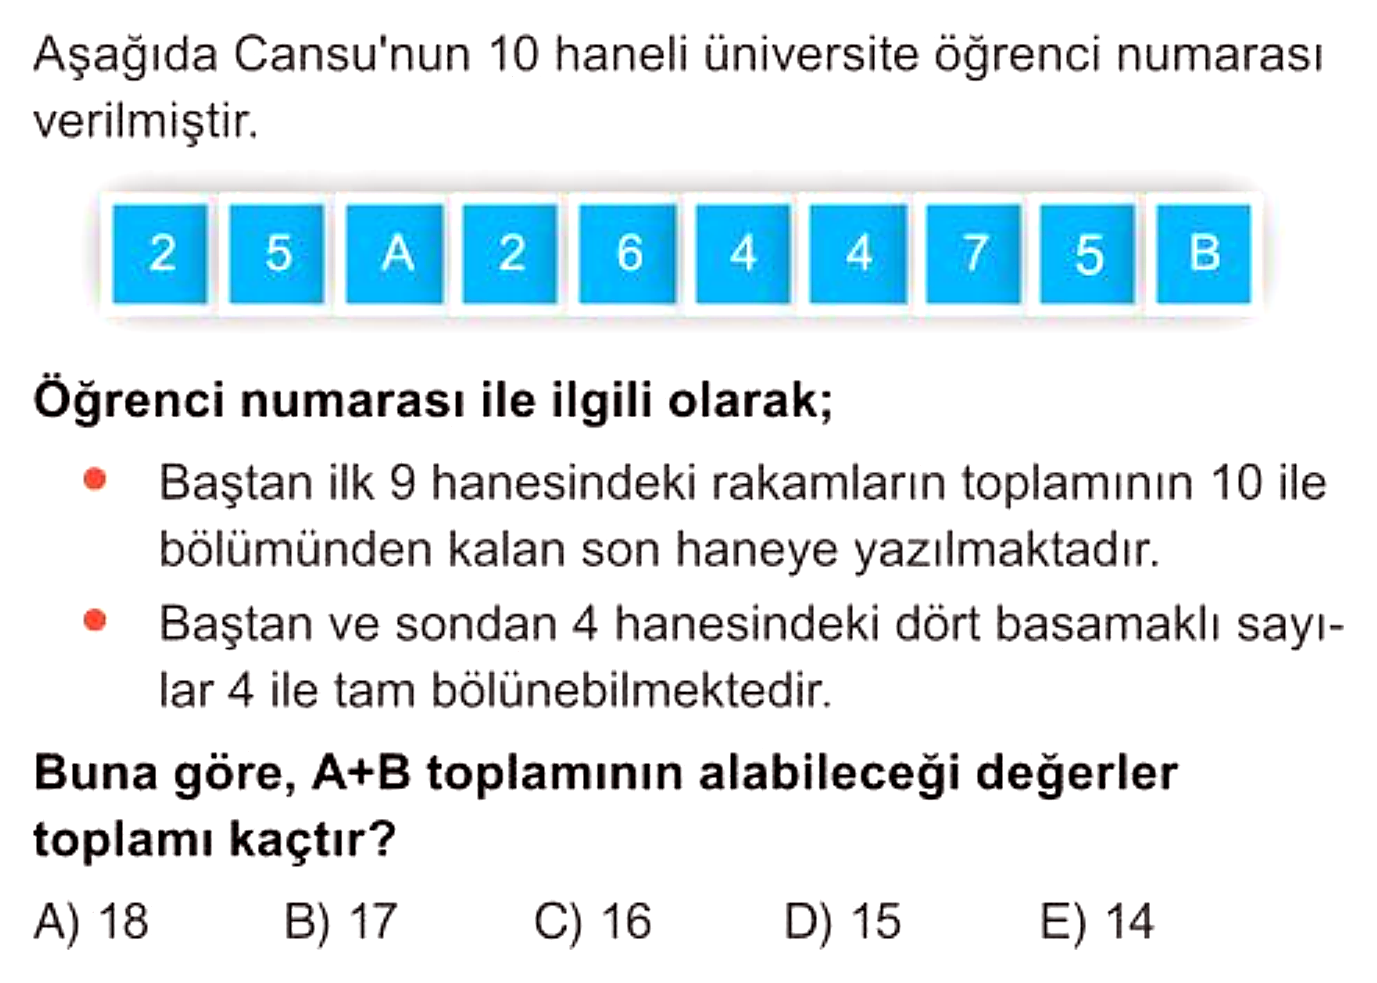 Aşağıda Cansu'nun 10 haneli üniversite öğrenci numarası
verilmiştir.
2 5 A 2 6 4 4 7 5 B
Öğrenci numarası ile ilgili olarak;
• Baştan ilk 9 hanesindeki rakamların toplamının 10 ile
bölümünden kalan son haneye yazılmaktadır.
• Baştan ve sondan 4 hanesindeki dört basamaklı sayı-
lar 4 ile tam bölünebilmektedir.
Buna göre, A+B toplamının alabileceği değerler
toplamı kaçtır?
A) 18 B) 17 C) 16 D) 15 E) 14